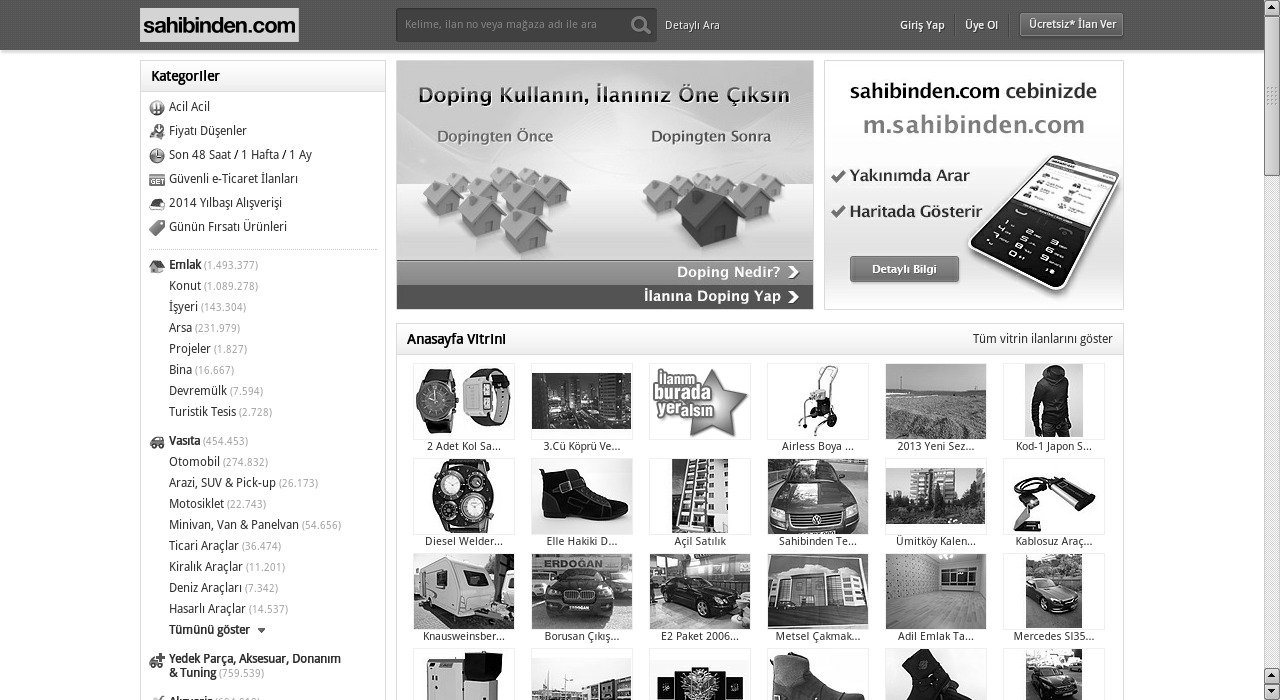 sahibinden.com
Kelime, ilan no veya mağaza adı ile ara
Detaylı Ara
Giriş Yap
Üye Ol
Ücretsiz* İlan Ver
Kategoriler
Acil Acil
Fiyatı Düşenler
Son 48 Saat / 1 Hafta / 1 Ay
GET Güvenli e-Ticaret İlanları
2014 Yılbaşı Alışverişi
Günün Fırsatı Ürünleri
Emlak (1.493.377)
Konut (1.089.278)
İşyeri (143.304)
Arsa (231.979)
Projeler (1.827)
Bina (16.667)
Devremülk (7.594)
Turistik Tesis (2.728)
Vasıta (454.453)
Otomobil (274.832)
Arazi, SUV & Pick-up (26.173)
Motosiklet (22.743)
Minivan, Van & Panelvan (54.656)
Ticari Araçlar (36.474)
Kiralık Araçlar (11.201)
Deniz Araçları (7.342)
Hasarlı Araçlar (14.537)
Tümünü göster
Yedek Parça, Aksesuar, Donanım
& Tuning (759.539)
Doping Kullanın, İlanınız Öne Çıksın
Dopingten Önce
Dopingten Sonra
Doping Nedir?
İlanına Doping Yap
sahibinden.com cebinizde
m.sahibinden.com
Yakınımda Arar
Haritada Gösterir
Detaylı Bilgi
Anasayfa Vitrini
Tüm vitrin ilanlarını göster
İlanım
burada
yer alsın
2 Adet Kol Sa...
3.Cü Köprü Ve...
Airless Boya ...
2013 Yeni Sez...
Kod-1 Japon S...
Diesel Welder...
Elle Hakiki D...
Açil Satılık
Sahibinden Te...
Ümitköy Kalen...
Kablosuz Araç...
ERDOĞAN
ERDOĞAN
Knausweinsber...
Borusan Çıkış...
E2 Paket 2006...
Metsel Çakmak...
Adil Emlak Ta...
Mercedes Sl35...